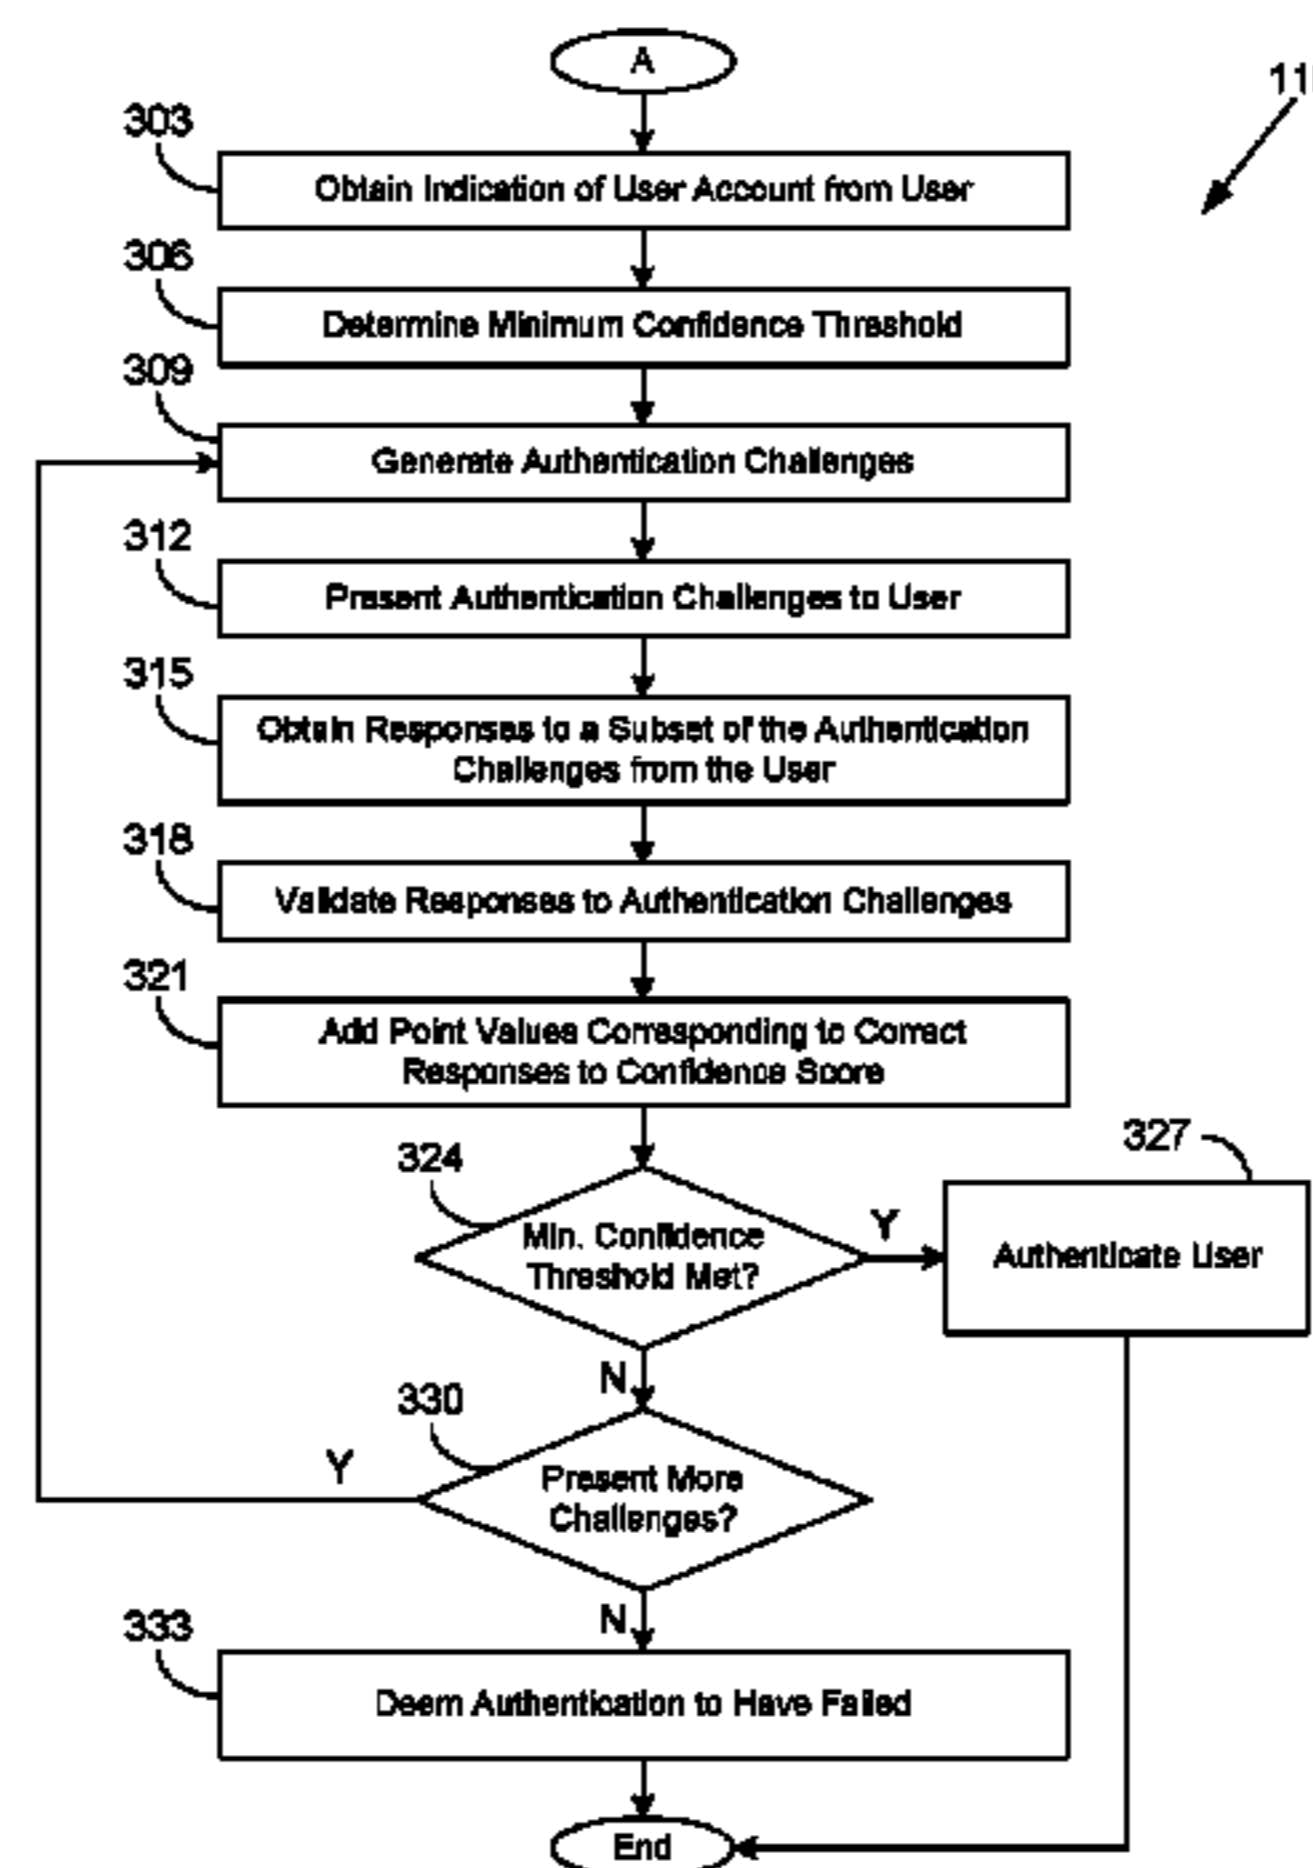 A
11
303
Obtain Indication of User Account from User
306
Determine Minimum Confidence Threshold
309
Generate Authentication Challenges
312
Present Authentication Challenges to User
315
Obtain Responses to a Subset of the Authentication
Challenges from the User
318
Validate Responses to Authentication Challenges
321
Add Point Values Corresponding to Correct
Responses to Confidence Score
324
327
Min. Confidence
Threshold Met?
Y
Authenticate User
N
330
Y
Present More
Challenges?
N
333
Deem Authentication to Have Failed
End